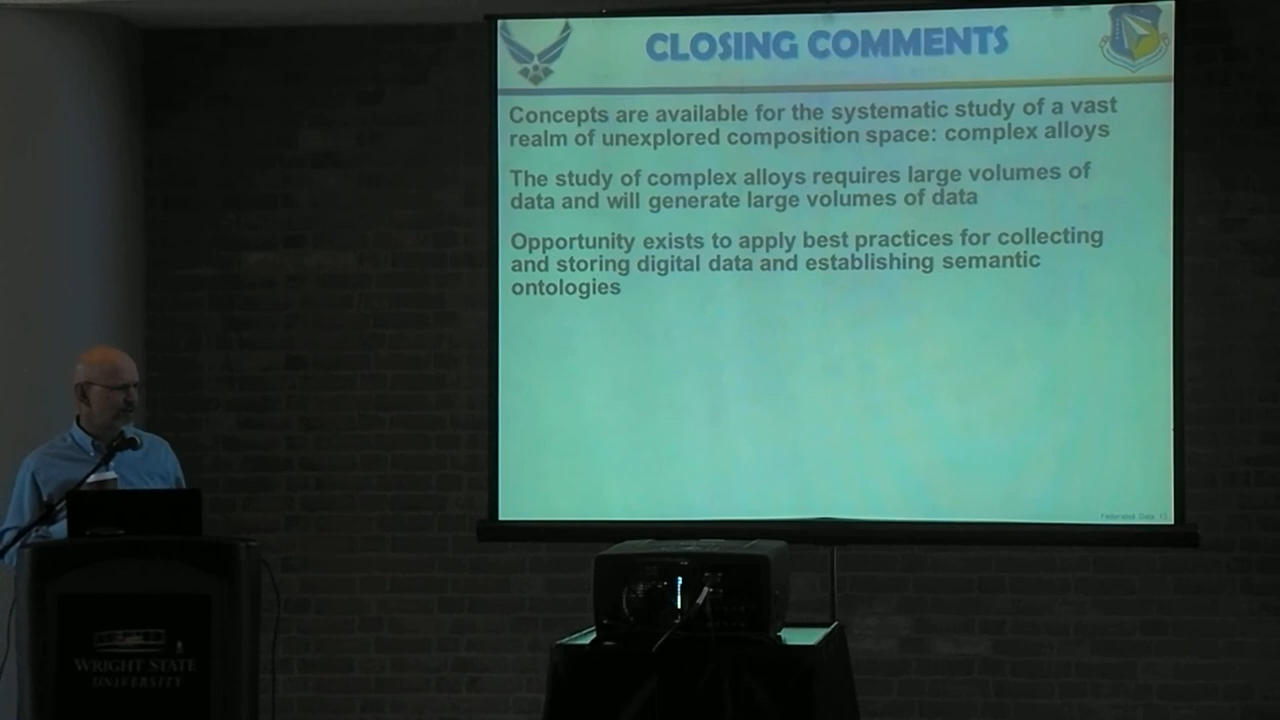 CLOSING COMMENTS
Concepts are available for the systematic study of a vast
realm of unexplored composition space: complex alloys
The study of complex alloys requires large volumes of
data and will generate large volumes of data
Opportunity exists to apply best practices for collecting
and storing digital data and establishing semantic
ontologies
Federated Data
WRIGHT STATE
UNIVERSITY